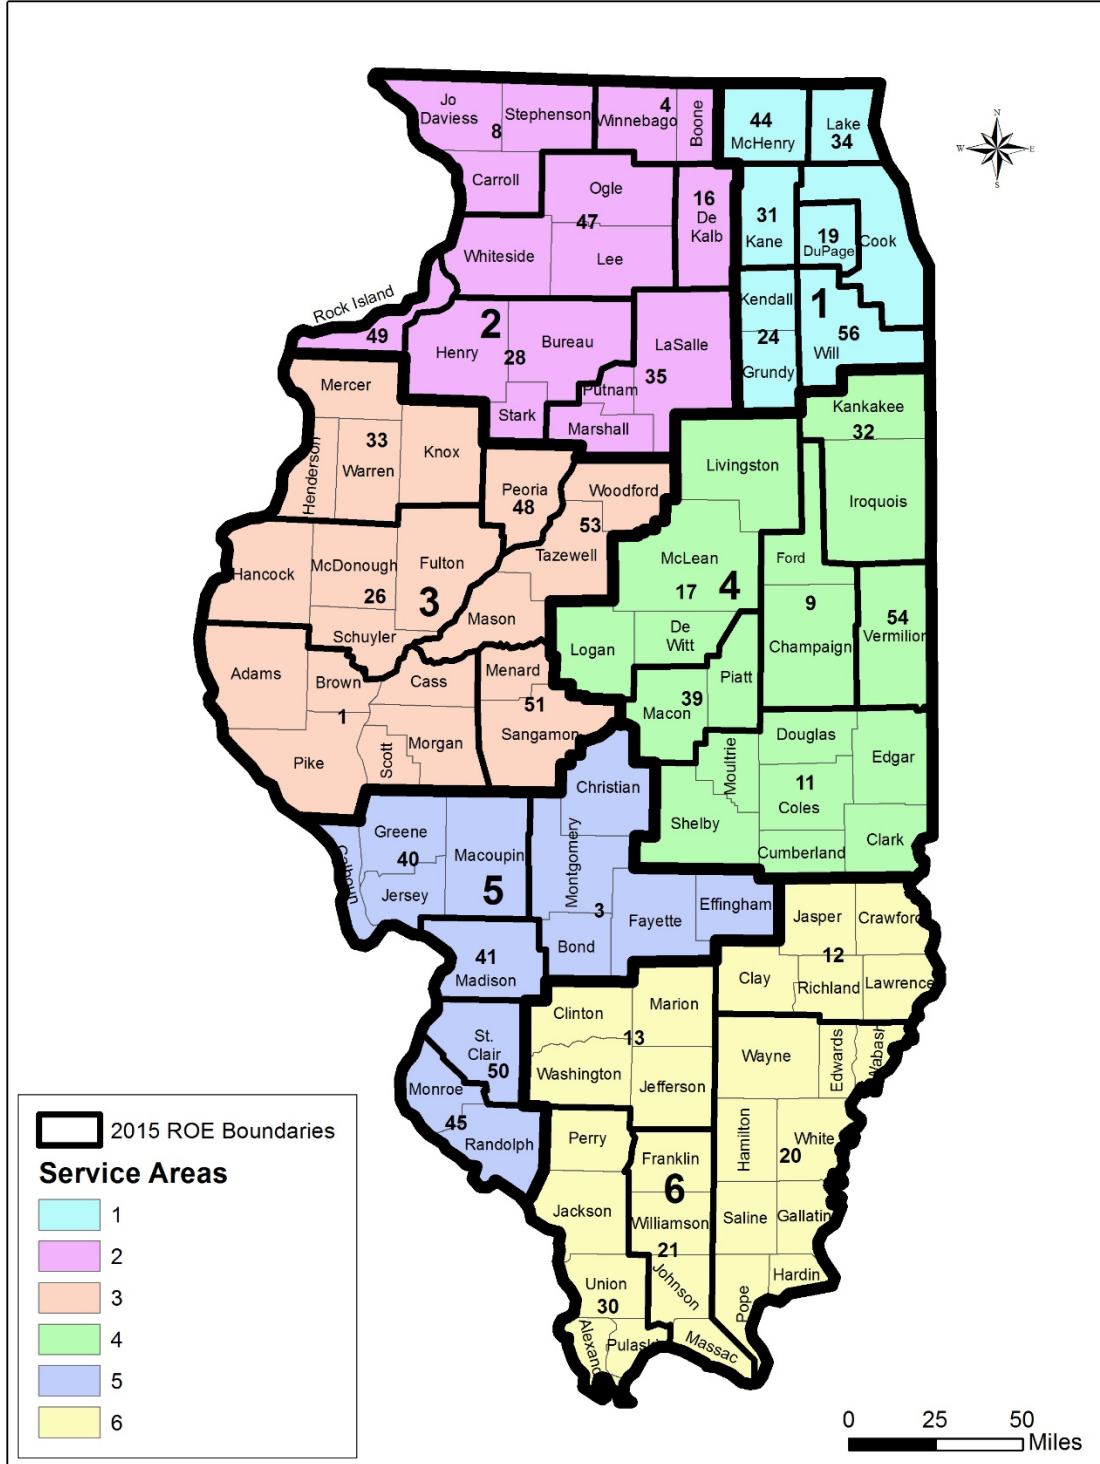 N
W
E
S
Jo
Daviess
8
Stephenson
4
Winnebago
Boone
44
McHenry
Lake
34
Carroll
Ogle
47
16
De
Kalb
31
Kane
19
DuPage
Cook
Whiteside
Lee
Rock Island
49
2
Henry
28
Bureau
LaSalle
35
Putnam
Stark
Marshall
Kendall
24
Grundy
1
56
Will
Mercer
33
Henderson
Warren
Knox
Peoria
48
Woodford
53
Tazewell
Livingston
Kankakee
32
Iroquois
Hancock
McDonough
26
Fulton
3
Schuyler
Mason
McLean
17
4
Ford
9
Champaign
54
Vermilion
Logan
De
Witt
Piatt
39
Macon
Adams
Brown
1
Cass
Menard
51
Sangamon
Pike
Scott
Morgan
Douglas
Edgar
Moultrie
11
Coles
Shelby
Cumberland
Clark
Christian
Greene
40
Calhoun
Jersey
Macoupin
5
Montgomery
3
Fayette
Effingham
Bond
41
Madison
Jasper
Crawford
12
Clay
Richland
Lawrence
Clinton
Marion
13
Washington
Jefferson
St.
Clair
50
Monroe
45
Randolph
Wayne
Edwards
Wabash
Hamilton
White
20
Perry
Franklin
6
Jackson
Williamson
21
Saline
Gallatin
Hardin
Pope
Johnson
Union
30
Alexand
Pulaski
Massac
2015 ROE Boundaries
Service Areas
1
2
3
4
5
6
0 25 50
Miles